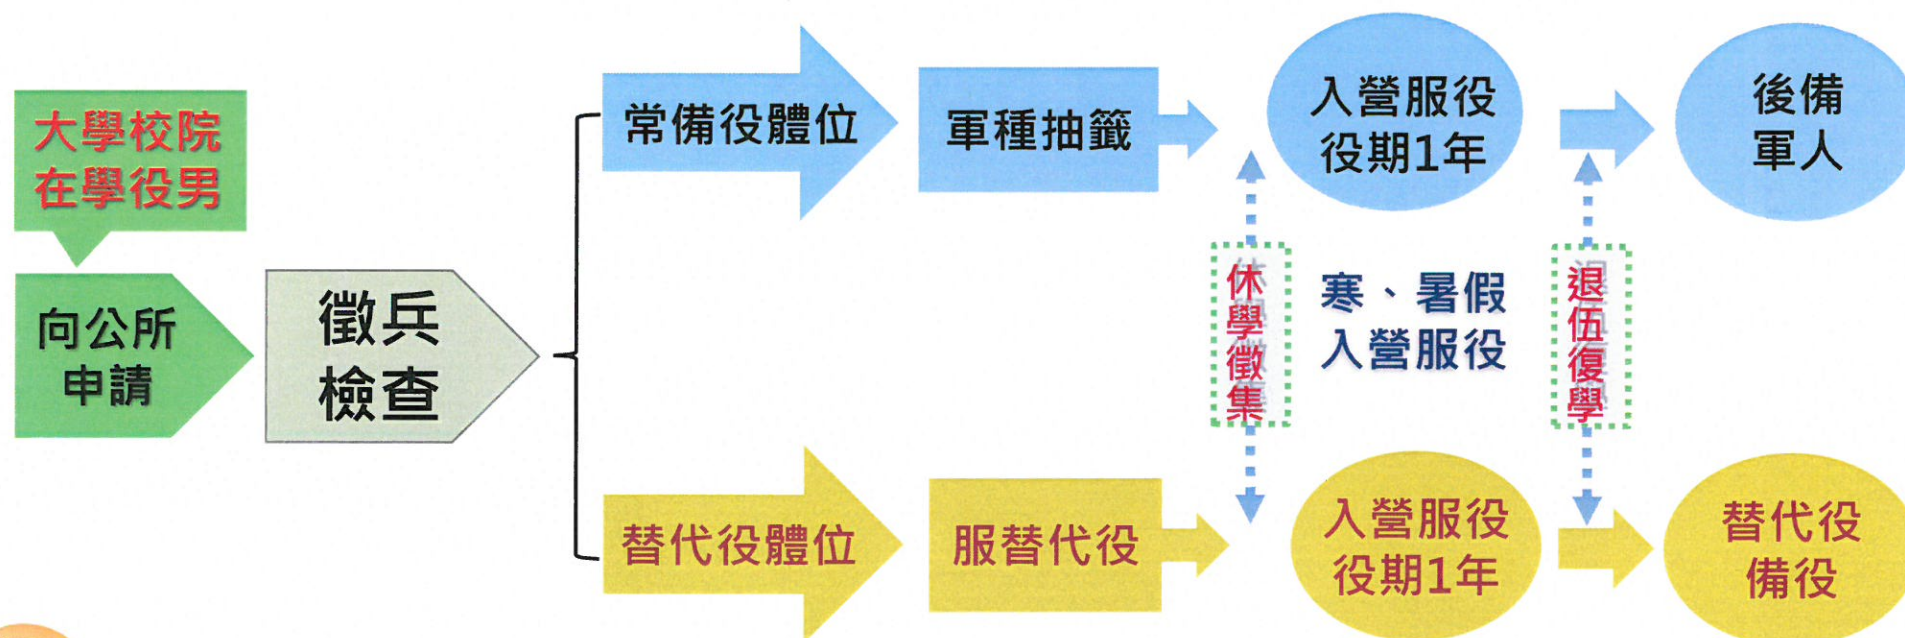 大學校院
在學役男
向公所
申請
徵兵
檢查
常備役體位
軍種抽籤
入營服役
役期1年
後備
軍人
休學徵集
寒、暑假
入營服役
退伍復學
替代役體位
服替代役
入營服役
役期1年
替代役
備役